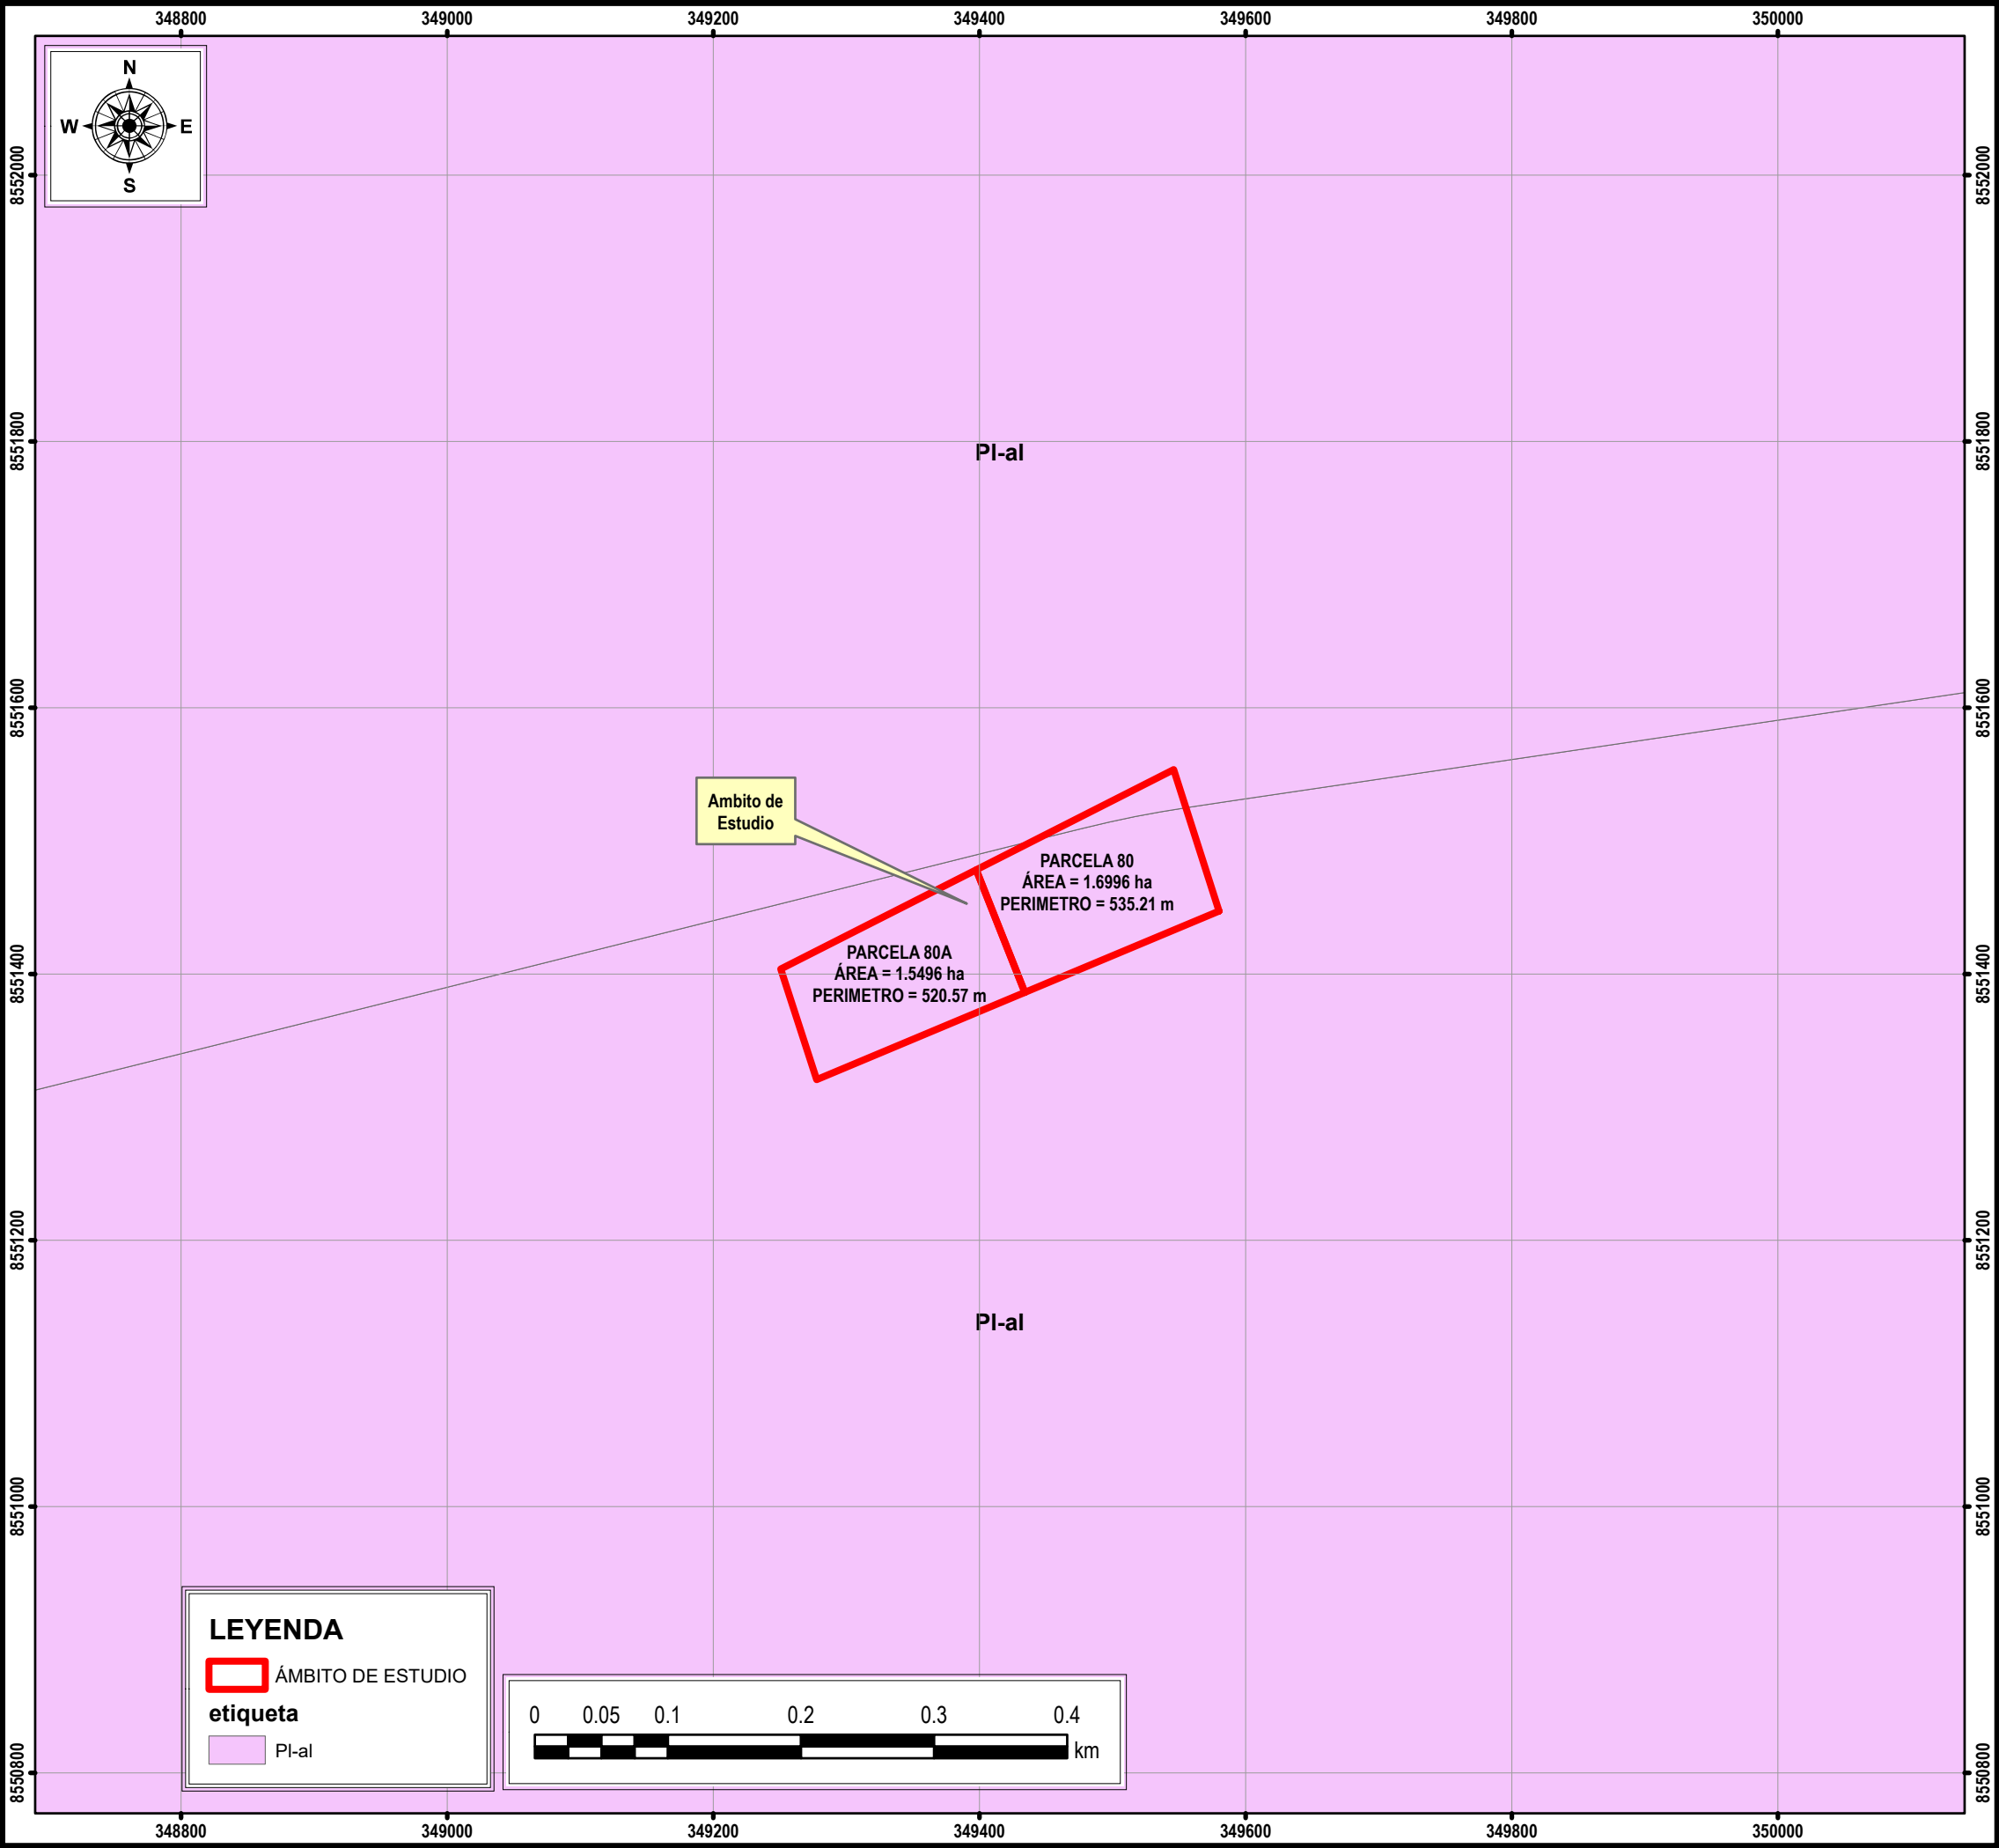 348800 349000 349200 349400 349600 349800 350000
N
W E
S
8552000 8552000
8551800 8551800
Pl-al
8551600 8551600
Ambito de
Estudio
PARCELA 80
ÁREA = 1.6996 ha
PERIMETRO = 535.21 m
PARCELA 80A
ÁREA = 1.5496 ha
PERIMETRO = 520.57 m
8551400 8551400
8551200 8551200
Pl-al
8551000 8551000
LEYENDA
ÁMBITO DE ESTUDIO
etiqueta
Pl-al
0 0.05 0.1 0.2 0.3 0.4
km
8550800 8550800
348800 349000 349200 349400 349600 349800 350000